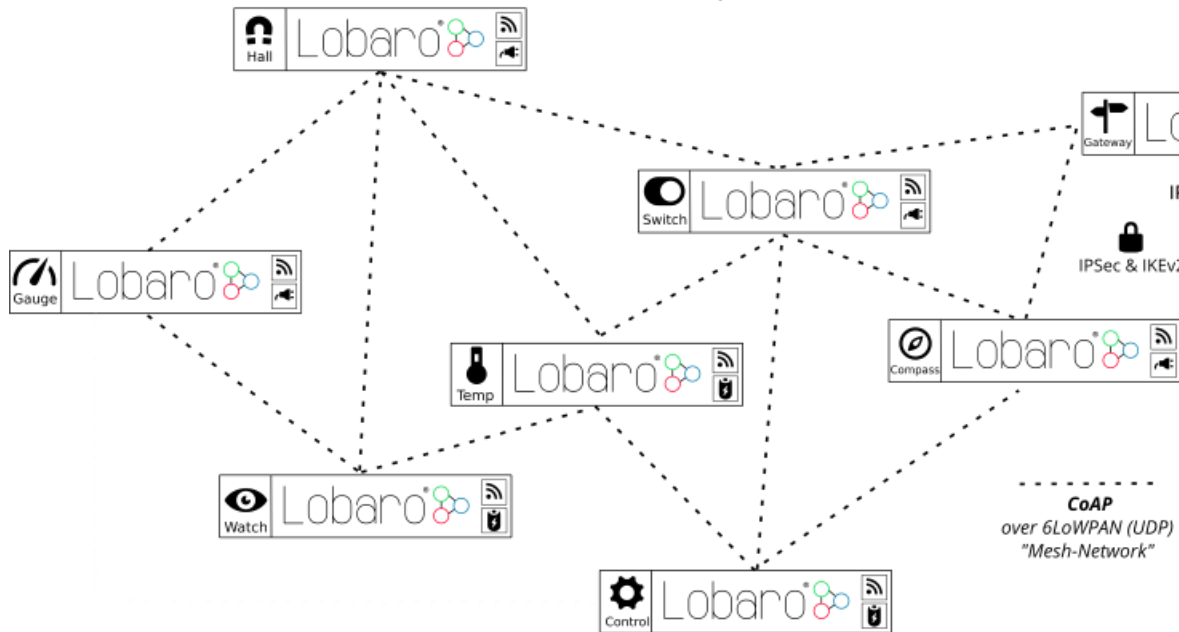 Hall
Lobaro®
Gateway
Switch
Lobaro®
IPSec & IKEv2
Gauge
Lobaro®
Temp
Lobaro®
Compass
Lobaro®
Watch
Lobaro®
CoAP
over 6LoWPAN (UDP)
"Mesh-Network"
Control
Lobaro®